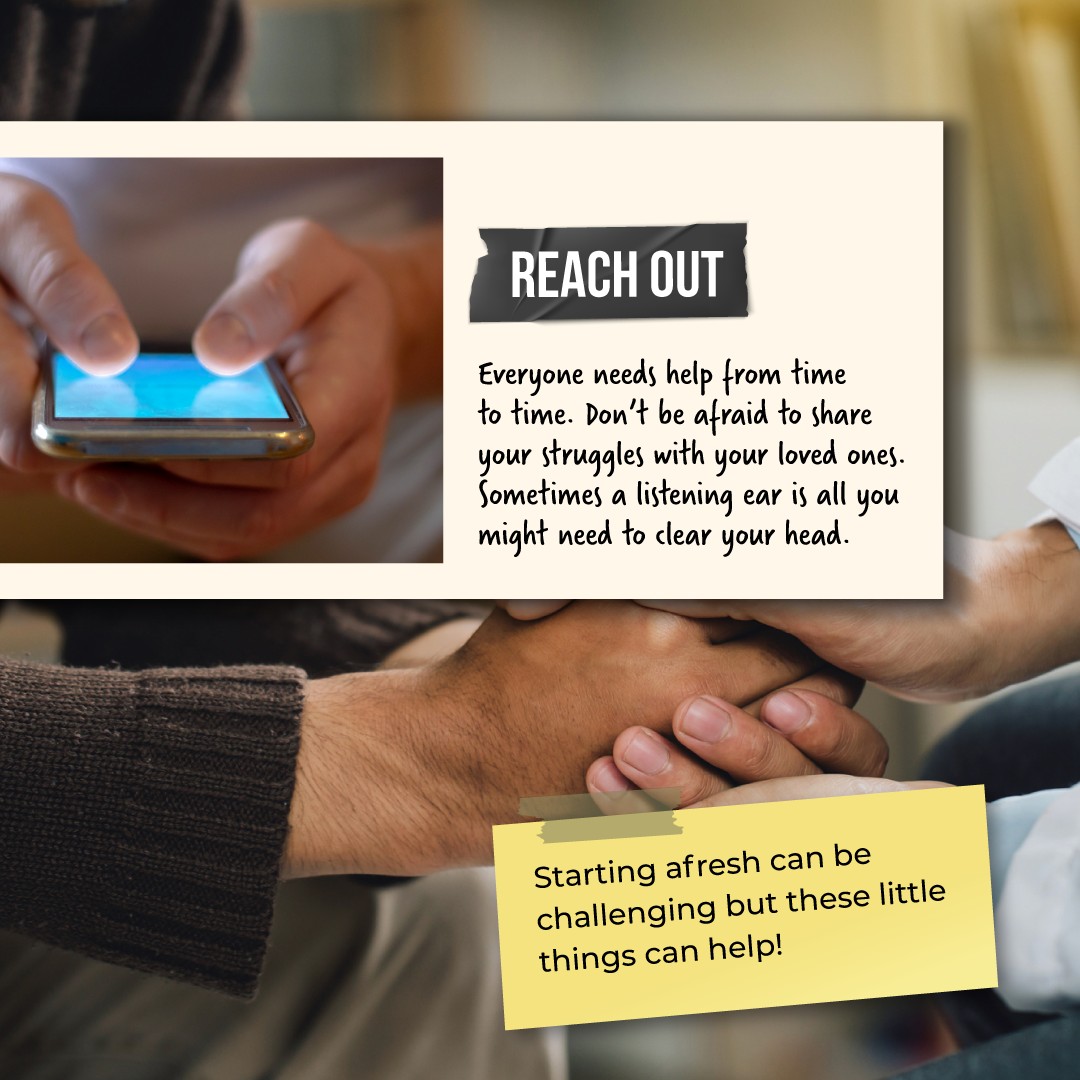 REACH OUT
Everyone needs help from time
to time. Don't be afraid to share
your struggles with your loved ones.
Sometimes a listening ear is all you
might need to clear your head.
Starting afresh can be
challenging but these little
things can help!